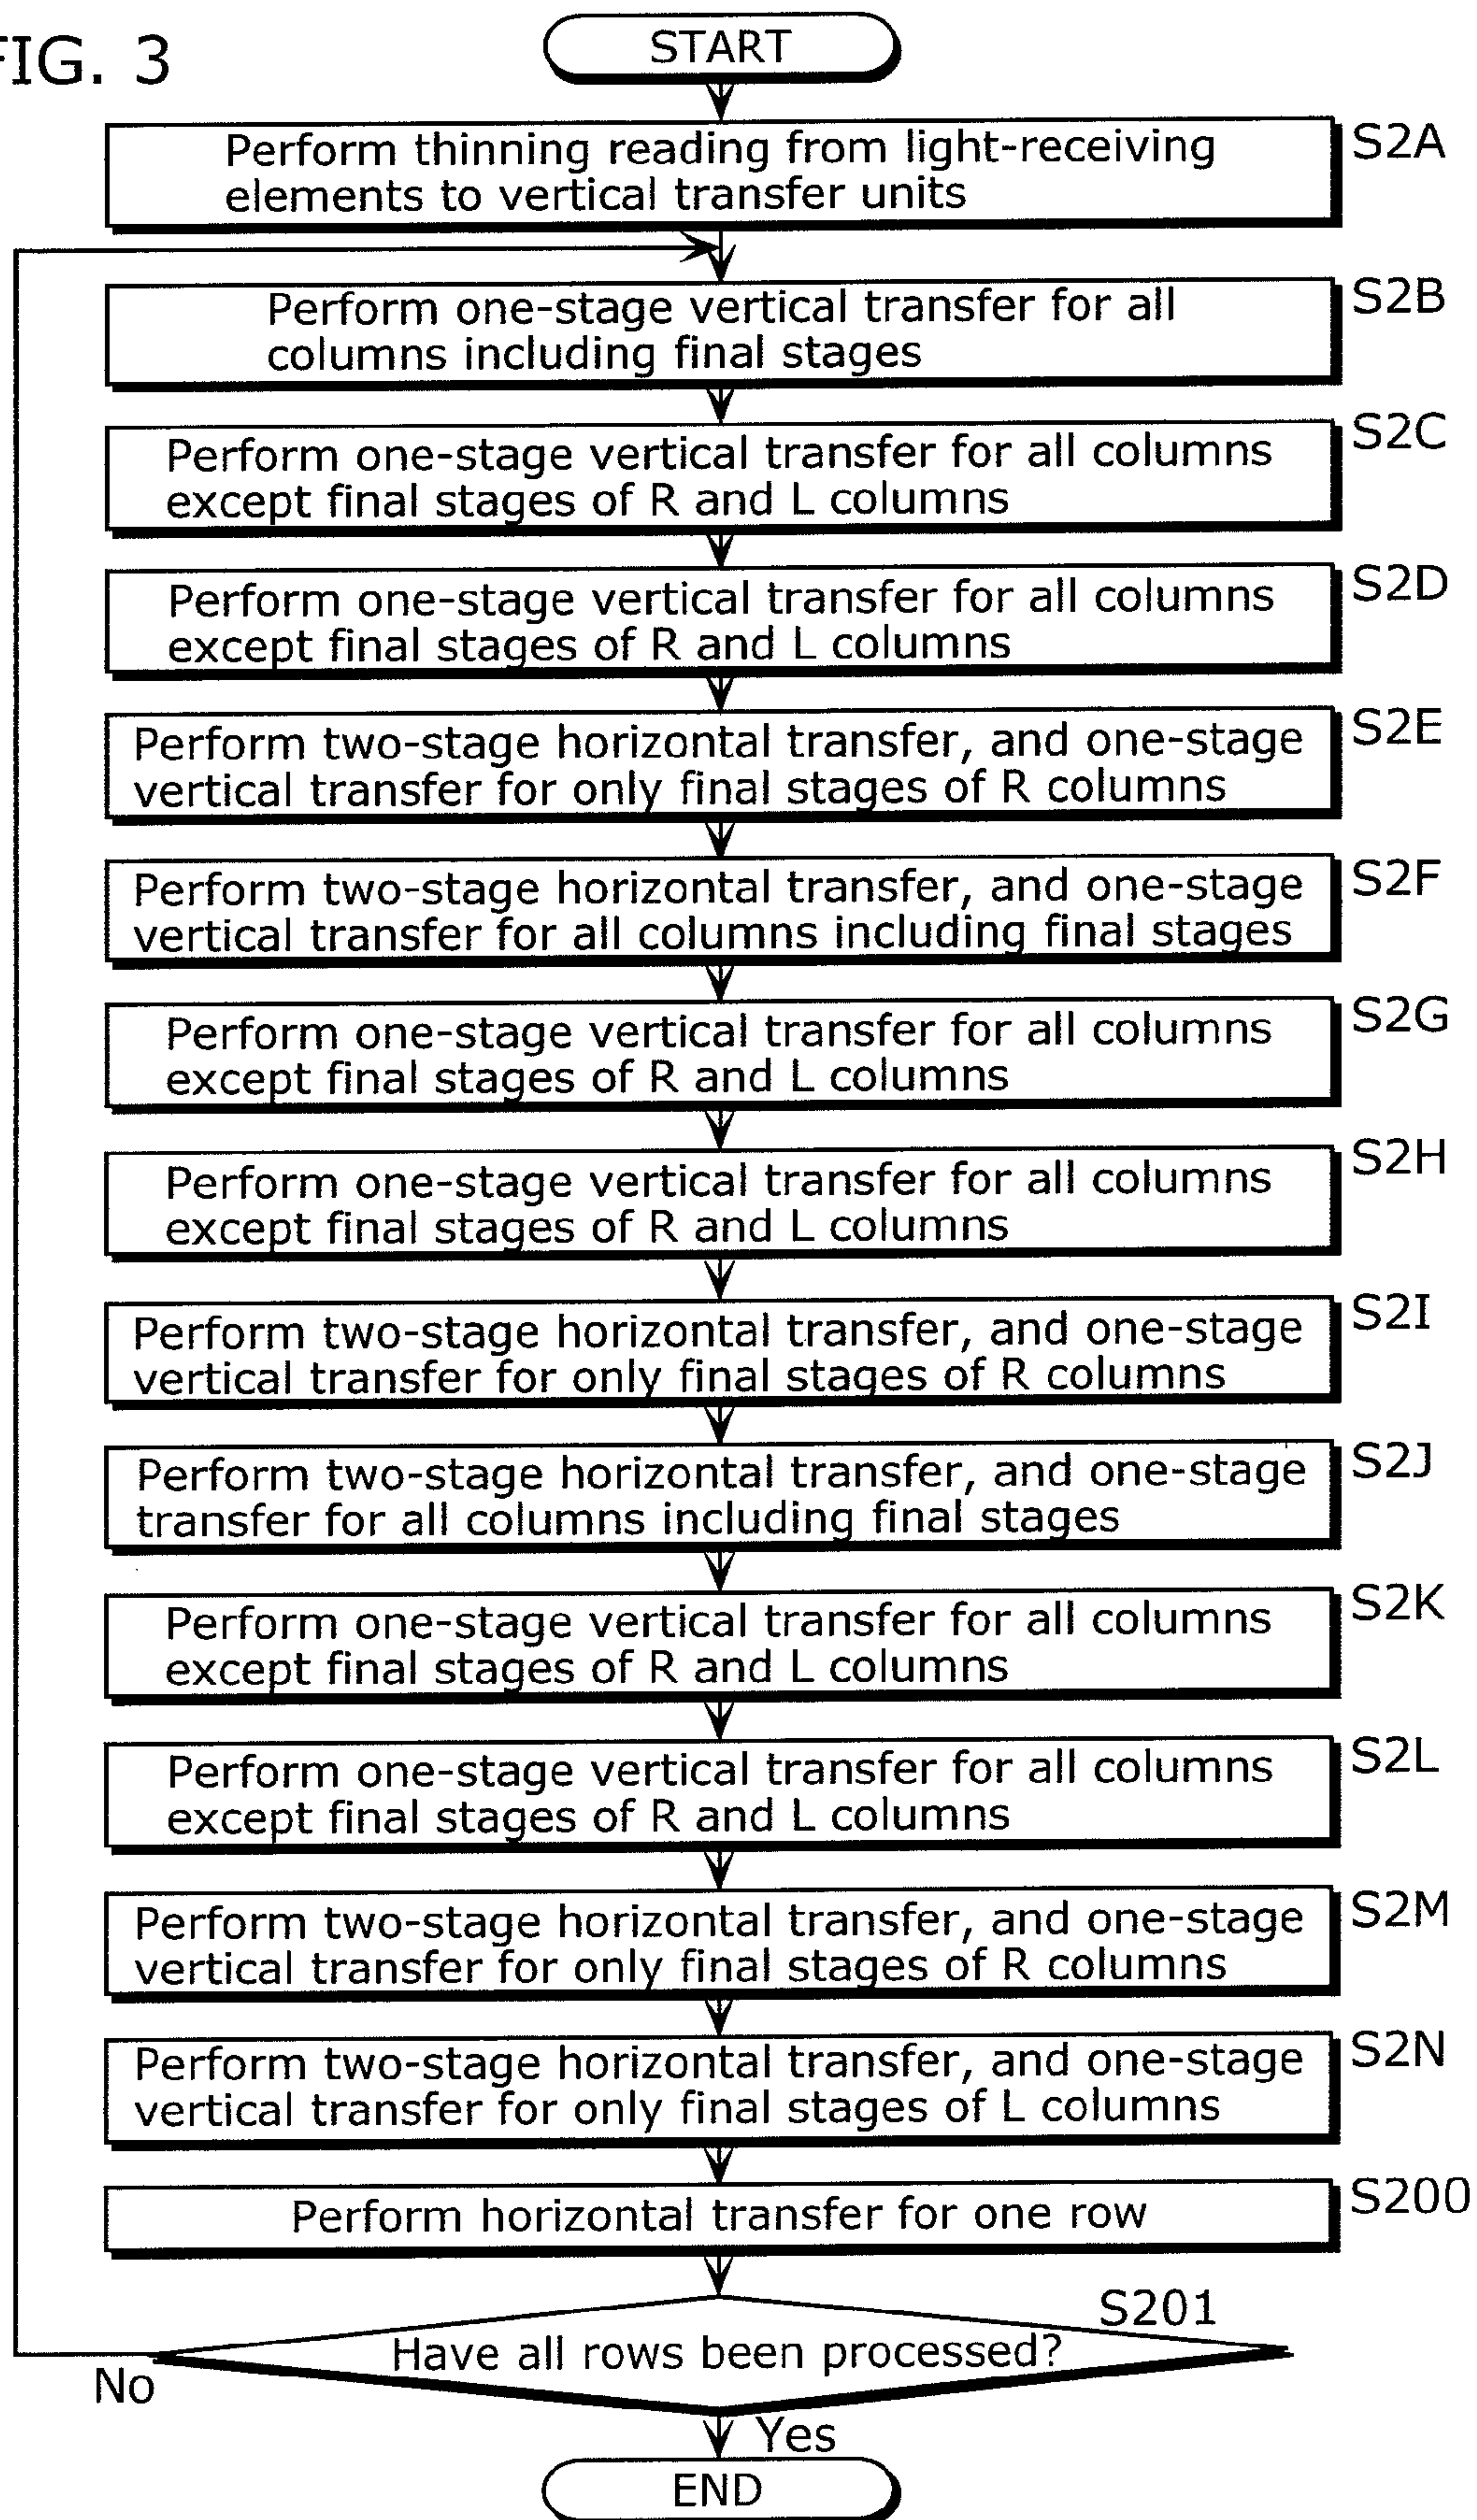 FIG. 3
START
Perform thinning reading from light-receiving
elements to vertical transfer units
S2A
Perform one-stage vertical transfer for all
columns including final stages
S2B
Perform one-stage vertical transfer for all columns
except final stages of R and L columns
S2C
Perform one-stage vertical transfer for all columns
except final stages of R and L columns
S2D
Perform two-stage horizontal transfer, and one-stage
vertical transfer for only final stages of R columns
S2E
Perform two-stage horizontal transfer, and one-stage
vertical transfer for all columns including final stages
S2F
Perform one-stage vertical transfer for all columns
except final stages of R and L columns
S2G
Perform one-stage vertical transfer for all columns
except final stages of R and L columns
S2H
Perform two-stage horizontal transfer, and one-stage
vertical transfer for only final stages of R columns
S2I
Perform two-stage horizontal transfer, and one-stage
transfer for all columns including final stages
S2J
Perform one-stage vertical transfer for all columns
except final stages of R and L columns
S2K
Perform one-stage vertical transfer for all columns
except final stages of R and L columns
S2L
Perform two-stage horizontal transfer, and one-stage
vertical transfer for only final stages of R columns
S2M
Perform two-stage horizontal transfer, and one-stage
vertical transfer for only final stages of L columns
S2N
Perform horizontal transfer for one row
S200
S201
Have all rows been processed?
No
Yes
END